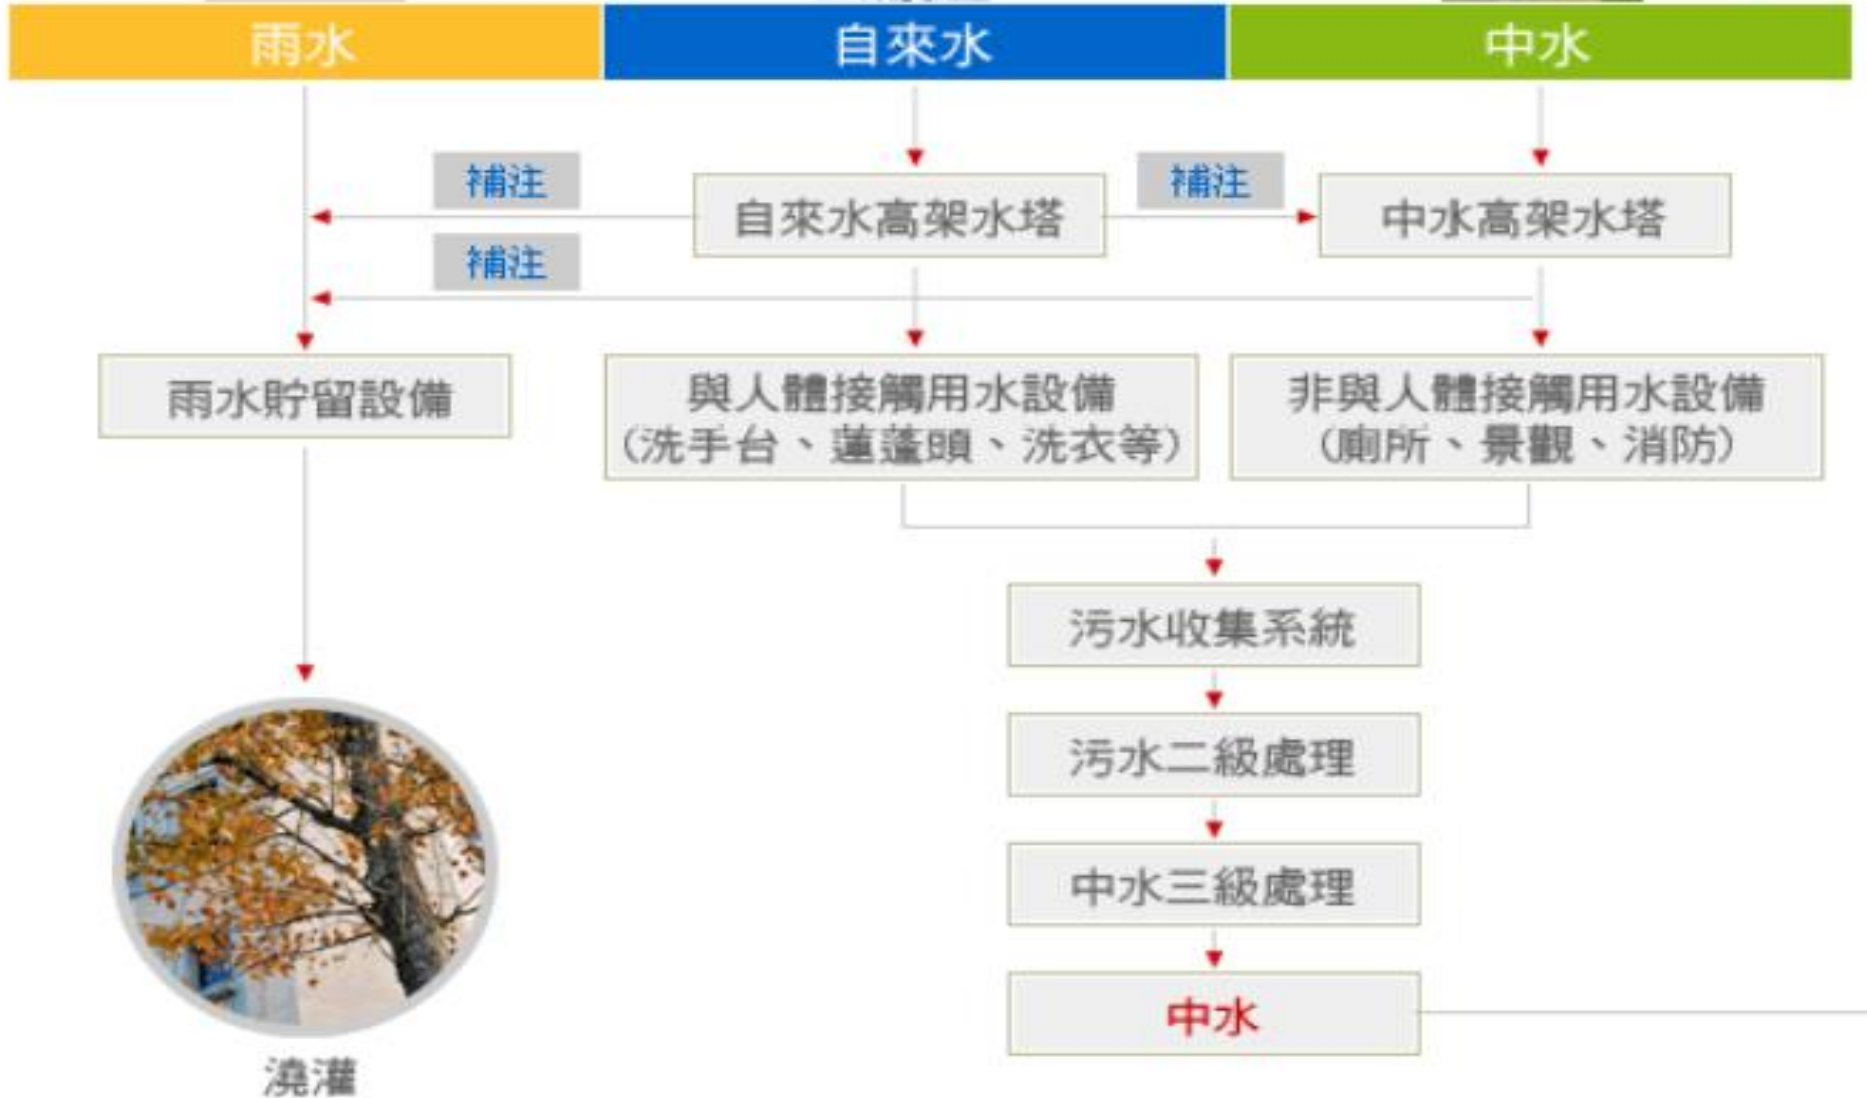 雨水
自來水
中水
補注
補注
自來水高架水塔
中水高架水塔
補注
雨水貯留設備
與人體接觸用水設備
(洗手台、蓮蓬頭、洗衣等)
非與人體接觸用水設備
(廁所、景觀、消防)
污水收集系統
污水二級處理
中水三級處理
中水
澆灌